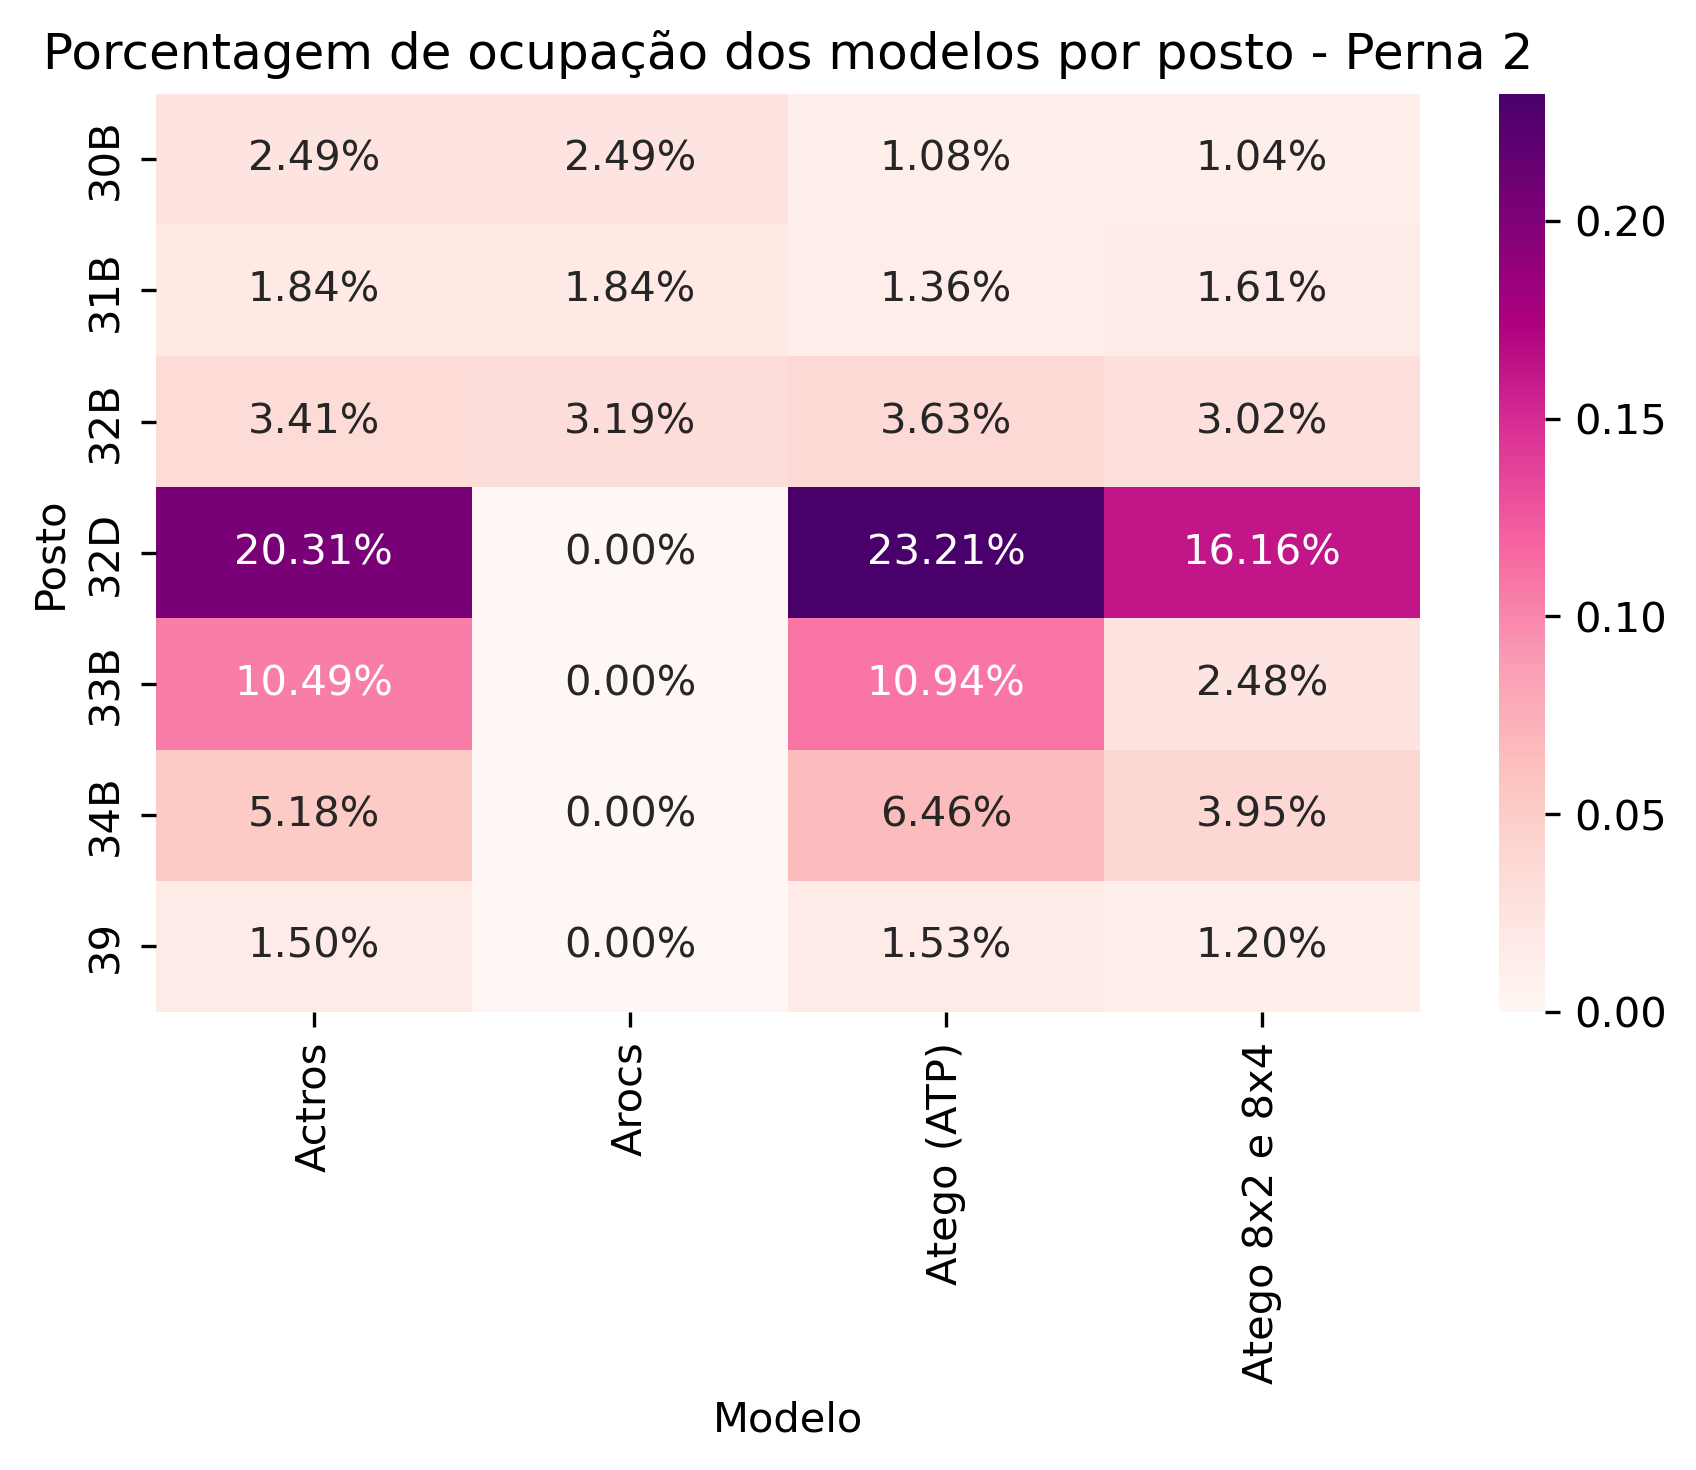 Porcentagem de ocupação dos modelos por posto - Perna 2
Posto
30B 2.49% 2.49% 1.08% 1.04%
31B 1.84% 1.84% 1.36% 1.61%
32B 3.41% 3.19% 3.63% 3.02%
32D 20.31% 0.00% 23.21% 16.16%
33B 10.49% 0.00% 10.94% 2.48%
34B 5.18% 0.00% 6.46% 3.95%
39 1.50% 0.00% 1.53% 1.20%
Actros
Arocs
Atego (ATP)
Atego 8x2 e 8x4
Modelo
0.20
0.15
0.10
0.05
0.00